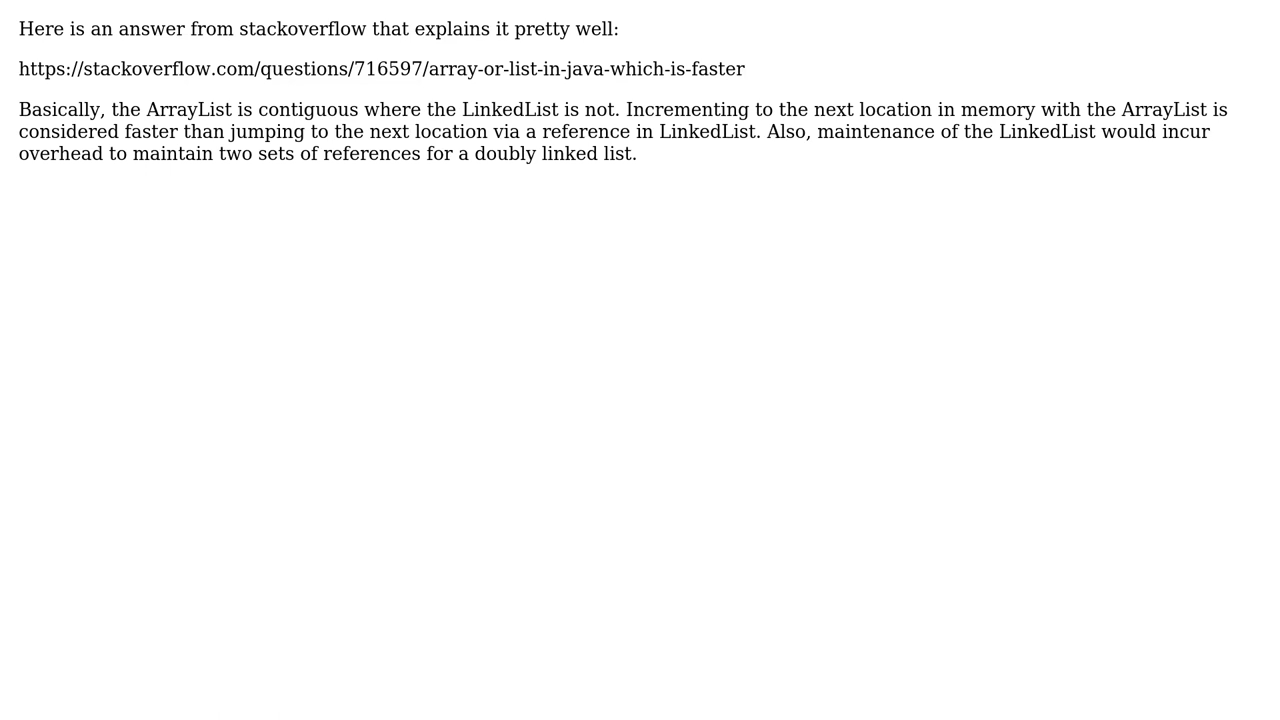 Here is an answer from stackoverflow that explains it pretty well:
https://stackoverflow.com/questions/716597/array-or-list-in-java-which-is-faster
Basically, the ArrayList is contiguous where the LinkedList is not. Incrementing to the next location in memory with the ArrayList is
considered faster than jumping to the next location via a reference in LinkedList. Also, maintenance of the LinkedList would incur
overhead to maintain two sets of references for a doubly linked list.